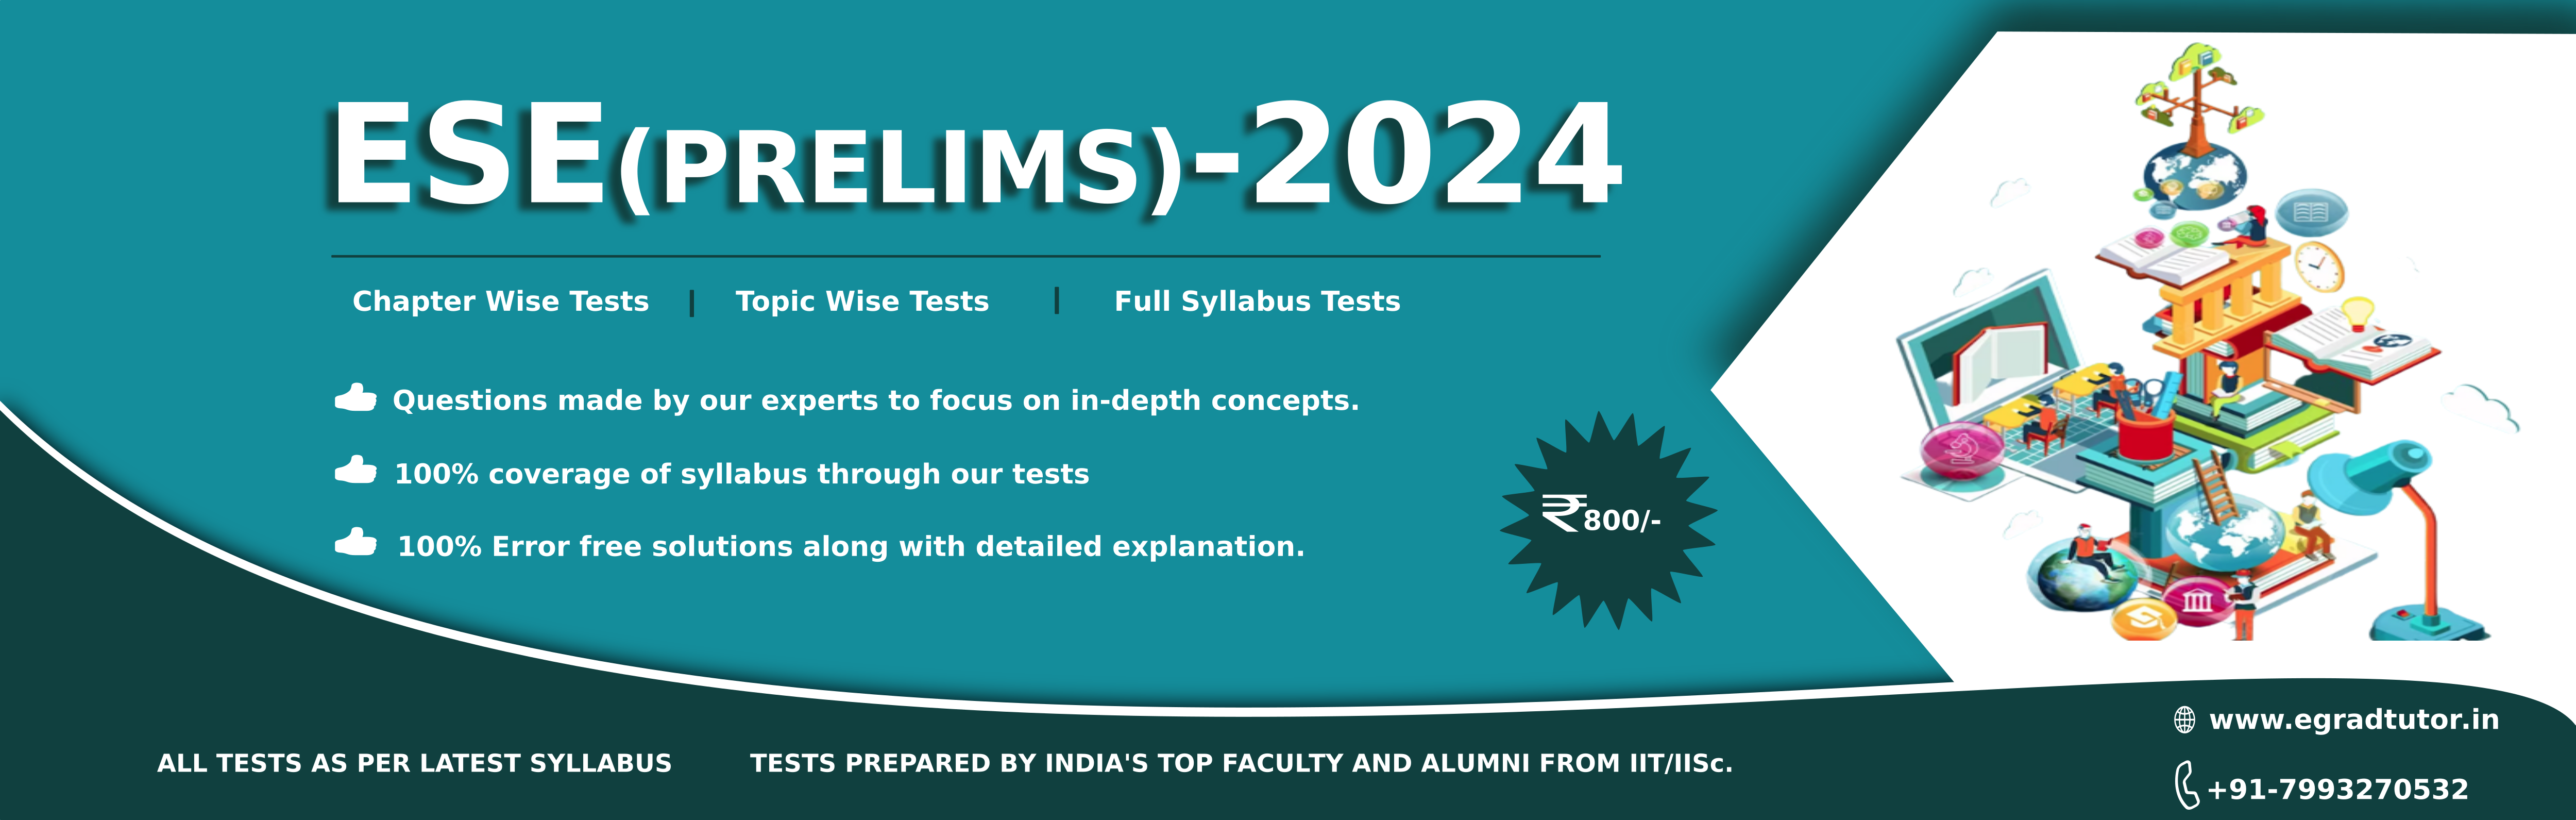 ESE(PRELIMS)-2024
Chapter Wise Tests | Topic Wise Tests | Full Syllabus Tests
Questions made by our experts to focus on in-depth concepts.
100% coverage of syllabus through our tests
100% Error free solutions along with detailed explanation.
₹800/-
ALL TESTS AS PER LATEST SYLLABUS
TESTS PREPARED BY INDIA'S TOP FACULTY AND ALUMNI FROM IIT/IISc.
www.egradtutor.in
+91-7993270532